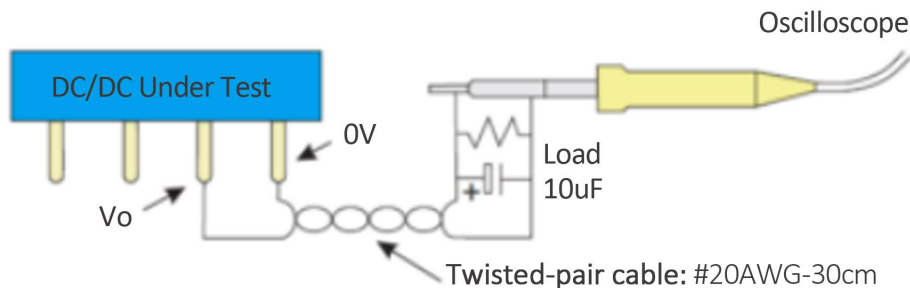 Oscilloscope
DC/DC Under Test
0V
Load
10uF
+
Vo
Twisted-pair cable: #20AWG-30cm